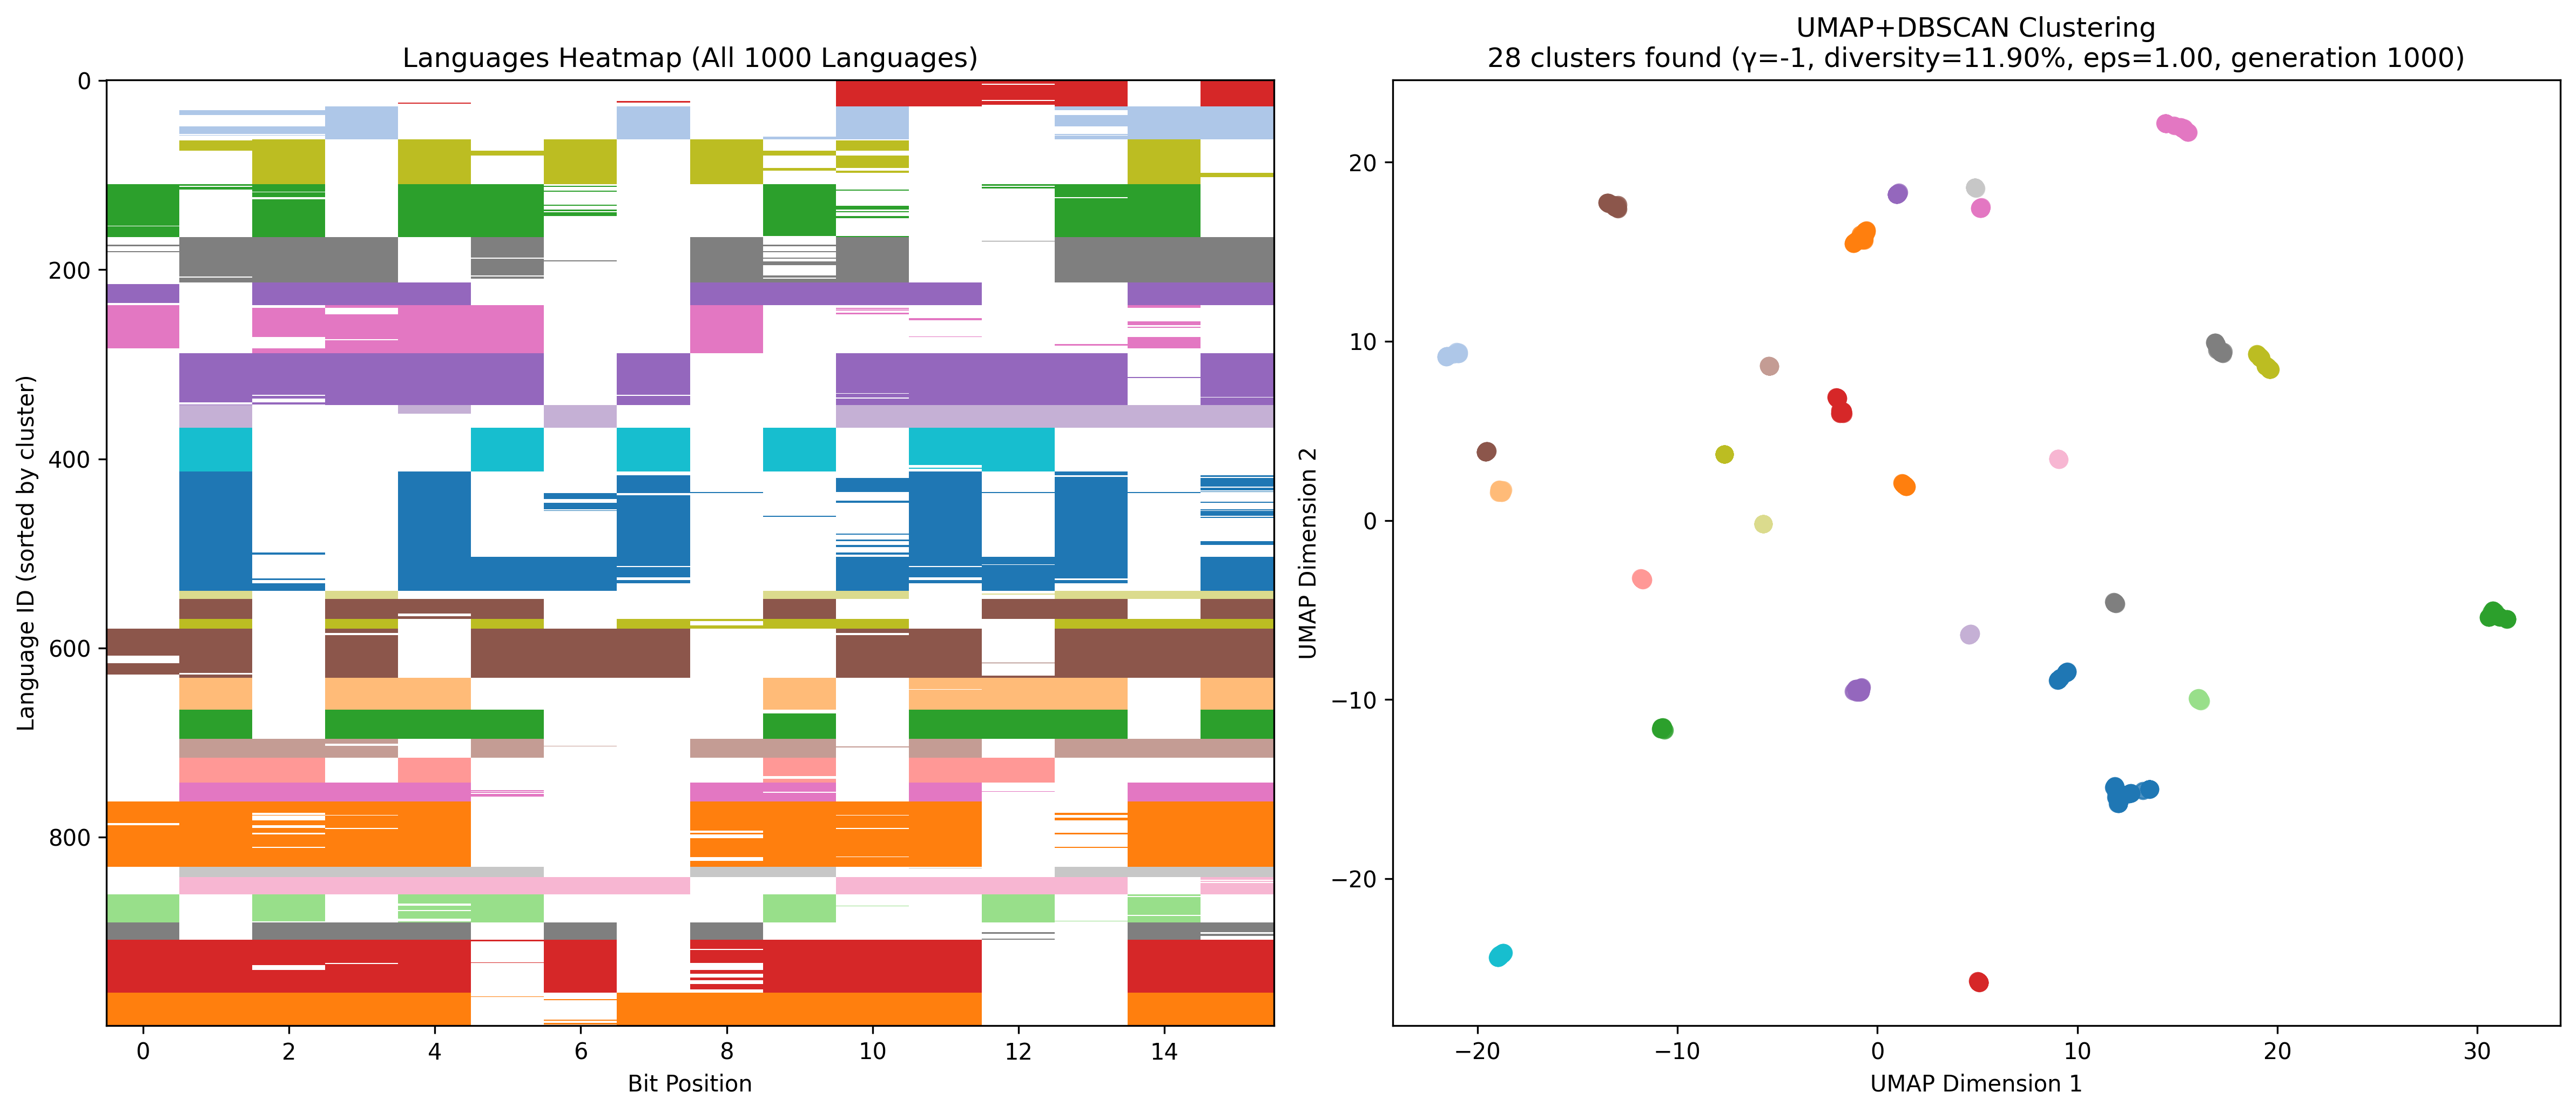 Languages Heatmap (All 1000 Languages)
0
200
400
600
800
Language ID (sorted by cluster)
0 2 4 6 8 10 12 14
Bit Position
UMAP+DBSCAN Clustering
28 clusters found (γ=-1, diversity=11.90%, eps=1.00, generation 1000)
20
10
0
−10
−20
UMAP Dimension 2
−20 −10 0 10 20 30
UMAP Dimension 1